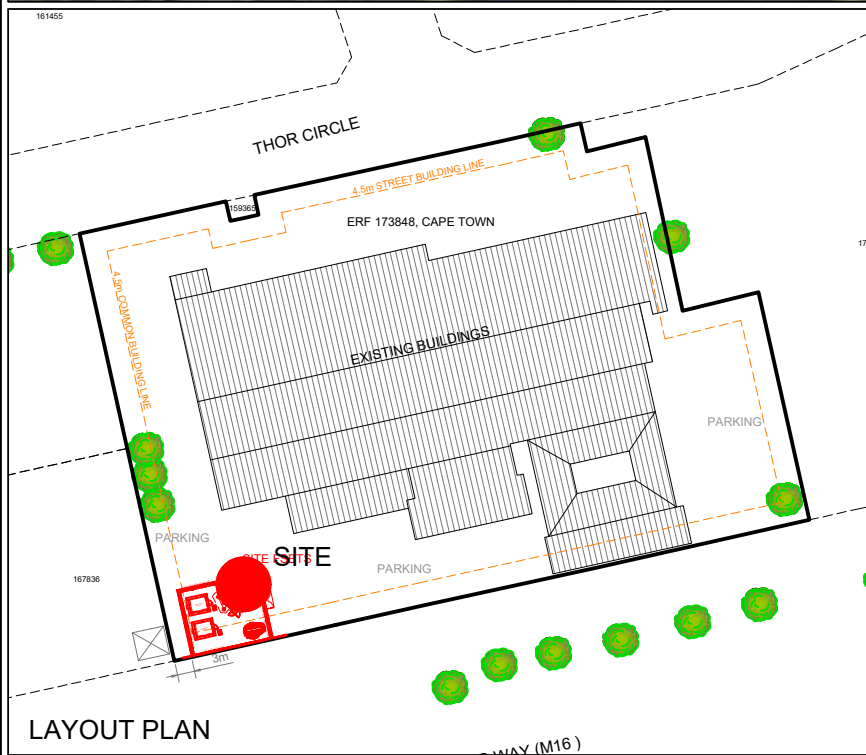 161455
THOR CIRCLE
4.5m STREET BUILDING LINE
159365
ERF 173848, CAPE TOWN
17
4.5m COMMON BUILDING LINE
EXISTING BUILDINGS
PARKING
PARKING
SITE
PARKING
167836
3m
LAYOUT PLAN
WAY (M16 )